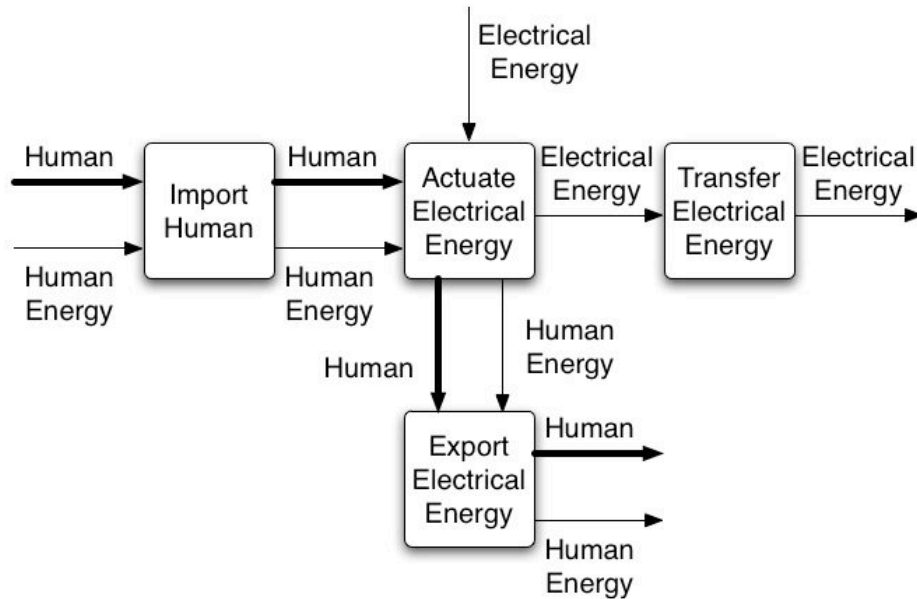 Electrical
Energy
Human
Import
Human
Human
Energy
Human
Human
Energy
Actuate
Electrical
Energy
Electrical
Energy
Transfer
Electrical
Energy
Electrical
Energy
Human
Human
Energy
Export
Electrical
Energy
Human
Human
Energy